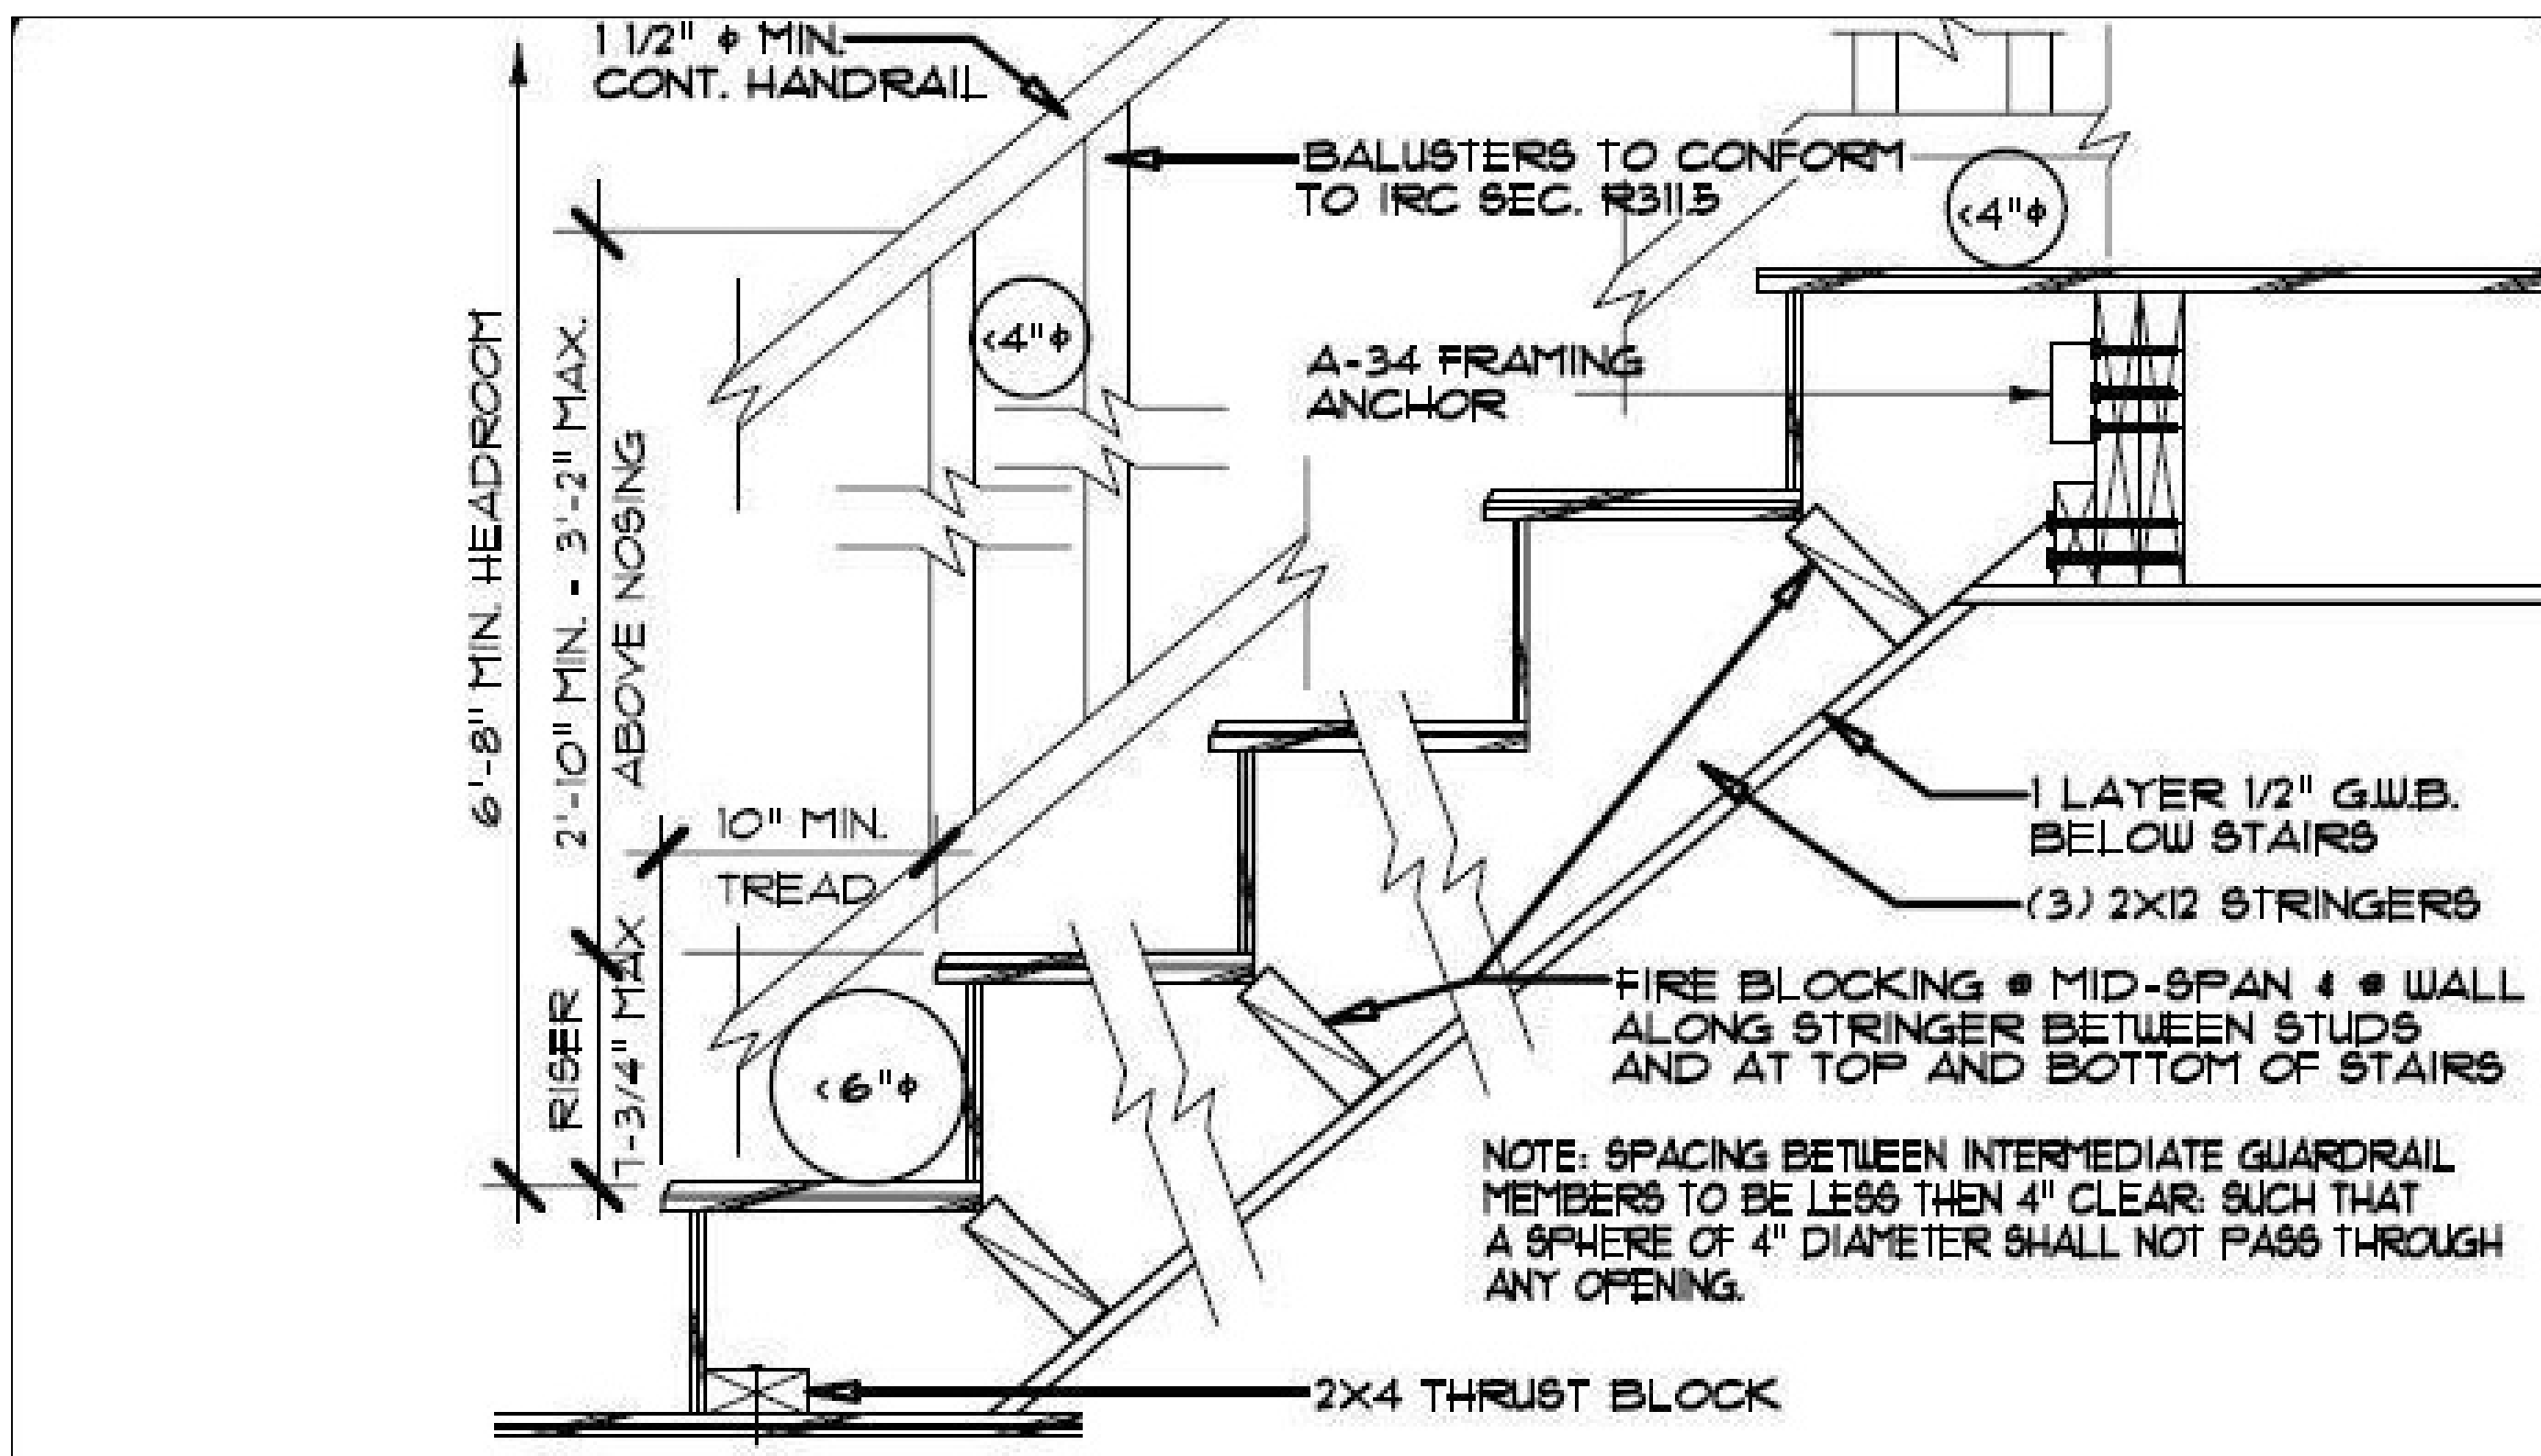 1 1/2" ϕ MIN.
CONT. HANDRAIL
BALUSTERS TO CONFORM
TO IRC SEC. R311.5
<4"ϕ
<4"ϕ
A-34 FRAMING
ANCHOR
6'-8" MIN. HEADROOM
2'-10" MIN. - 3'-2" MAX.
ABOVE NOSING
10" MIN.
TREAD
RISER
7-3/4" MAX
<6"ϕ
1 LAYER 1/2" G.W.B.
BELOW STAIRS
(3) 2X12 STRINGERS
FIRE BLOCKING @ MID-SPAN & @ WALL
ALONG STRINGER BETWEEN STUDS
AND AT TOP AND BOTTOM OF STAIRS
NOTE: SPACING BETWEEN INTERMEDIATE GUARDRAIL
MEMBERS TO BE LESS THEN 4" CLEAR: SUCH THAT
A SPHERE OF 4" DIAMETER SHALL NOT PASS THROUGH
ANY OPENING.
2X4 THRUST BLOCK